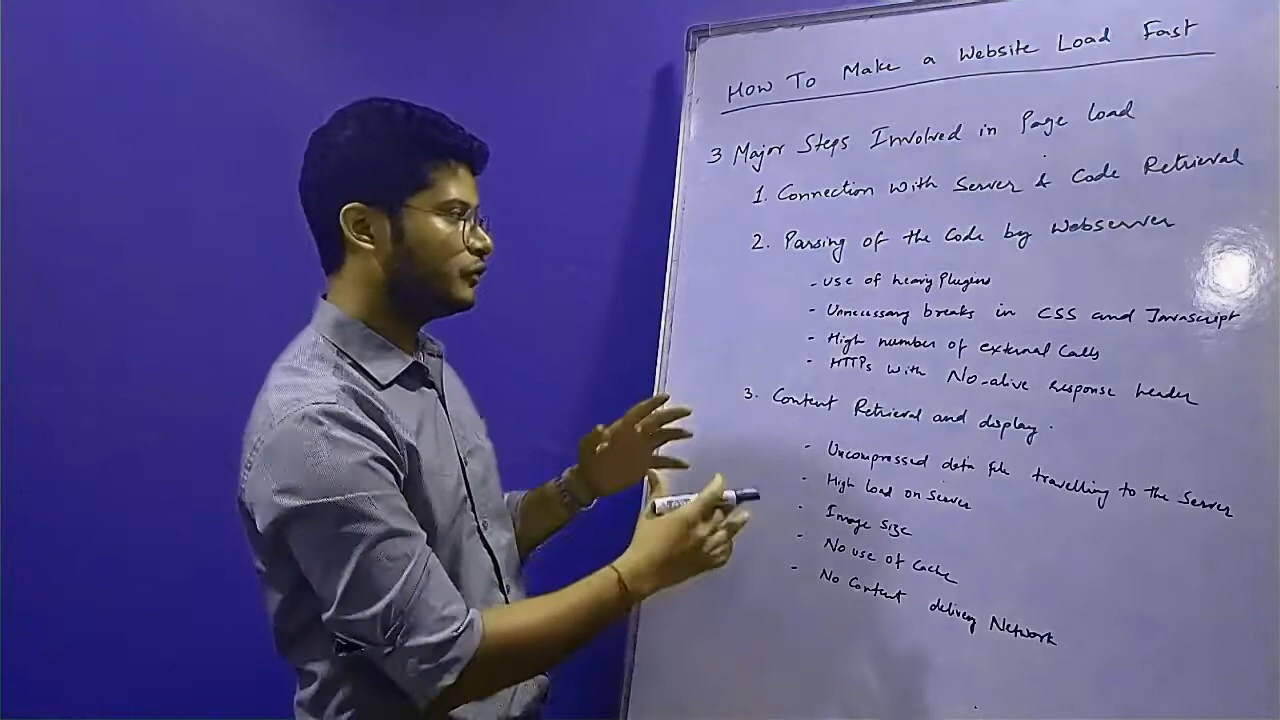 How To Make a Website Load Fast
3 Major Steps Involved in Page load
1. Connection with Server & Code Retrieval
2. Parsing of the Code by Webserver
- Use of heavy Plugins
- Unnecessary breaks in CSS and Javascript
- High number of external Calls
- HTTPs with No-alive response header
3. Content Retrieval and display.
- Uncompressed data file travelling to the Server
- High load on Server
- Image Size
- No use of Cache
- No Content delivery Network